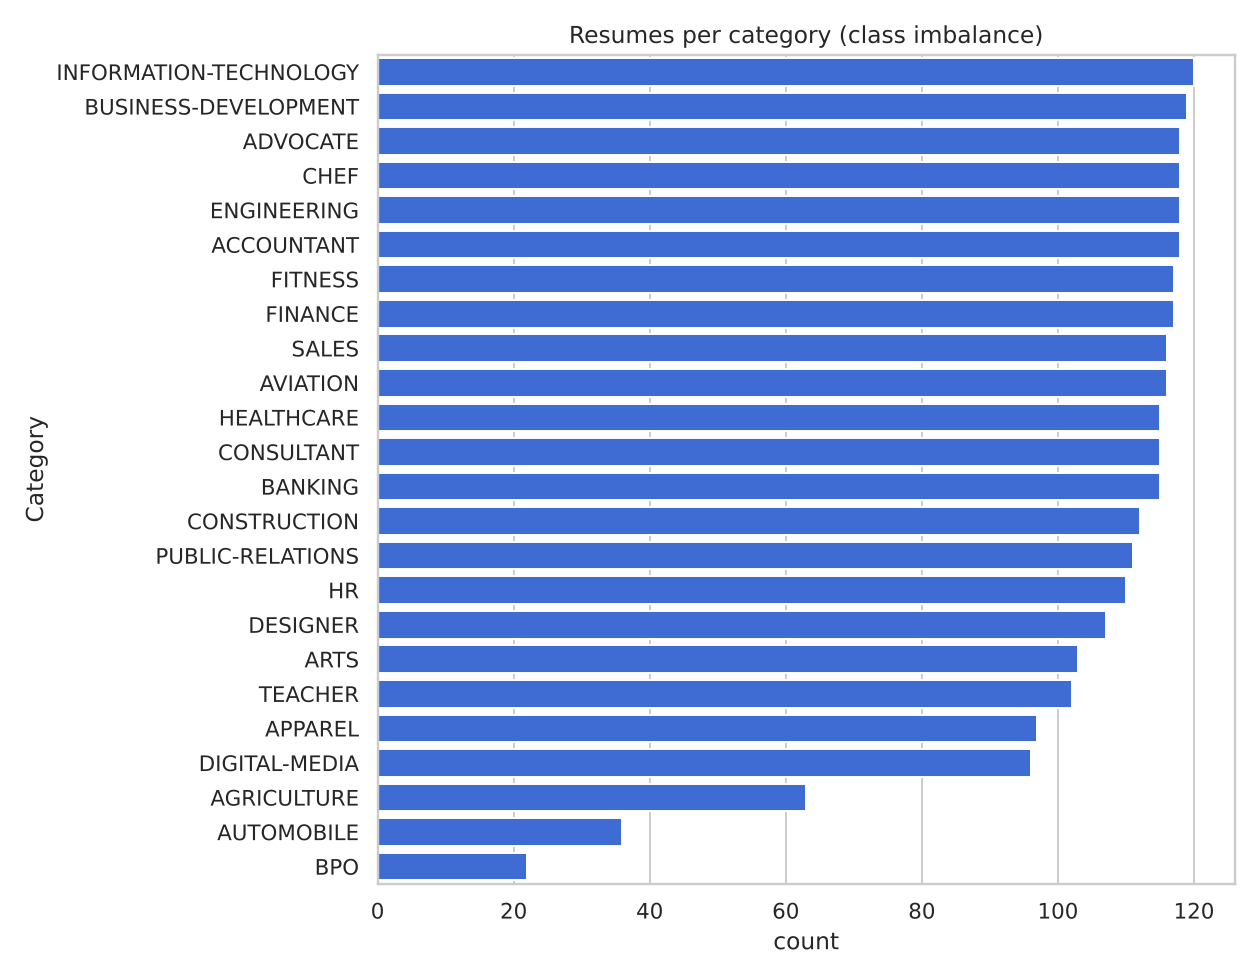 Resumes per category (class imbalance)
INFORMATION-TECHNOLOGY
BUSINESS-DEVELOPMENT
ADVOCATE
CHEF
ENGINEERING
ACCOUNTANT
FITNESS
FINANCE
SALES
AVIATION
HEALTHCARE
CONSULTANT
BANKING
CONSTRUCTION
PUBLIC-RELATIONS
HR
DESIGNER
ARTS
TEACHER
APPAREL
DIGITAL-MEDIA
AGRICULTURE
AUTOMOBILE
BPO
Category
0 20 40 60 80 100 120
count